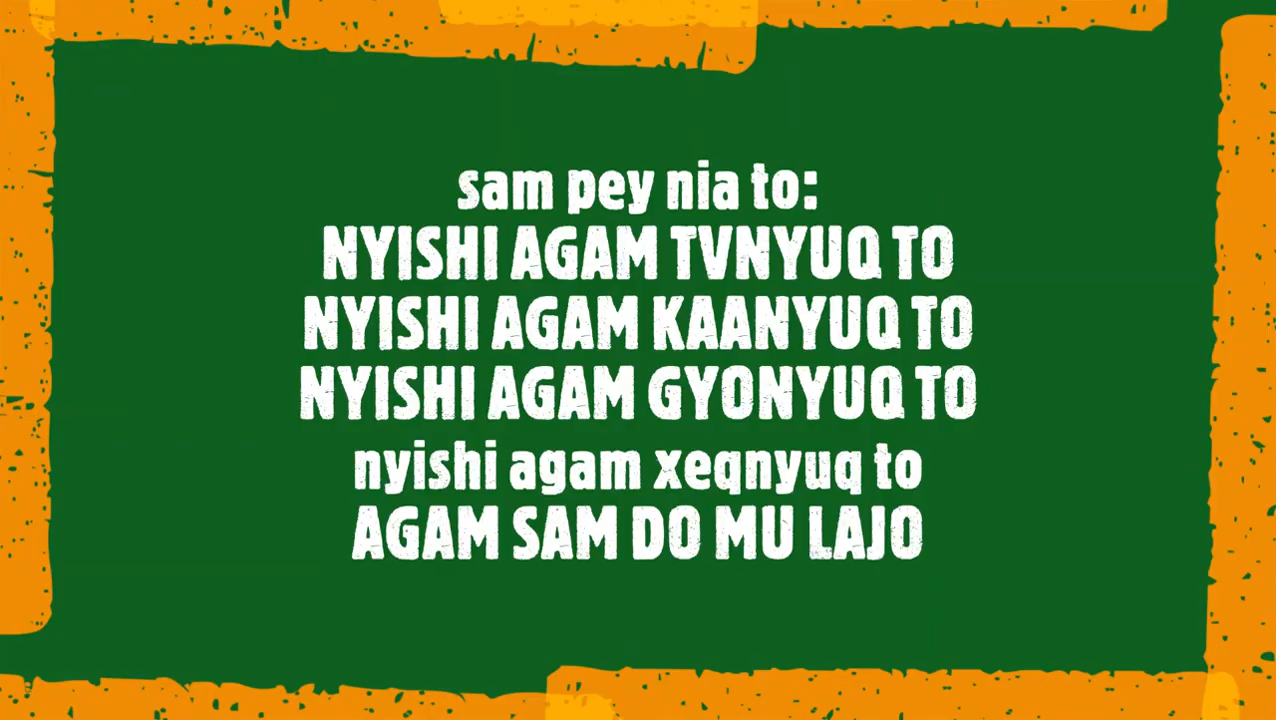 sam pey nia to:
NYISHI AGAM TVNYUQ TO
NYISHI AGAM KAANYUQ TO
NYISHI AGAM GYONYUQ TO
nyishi agam xeqnyuq to
AGAM SAM DO MU LAJO